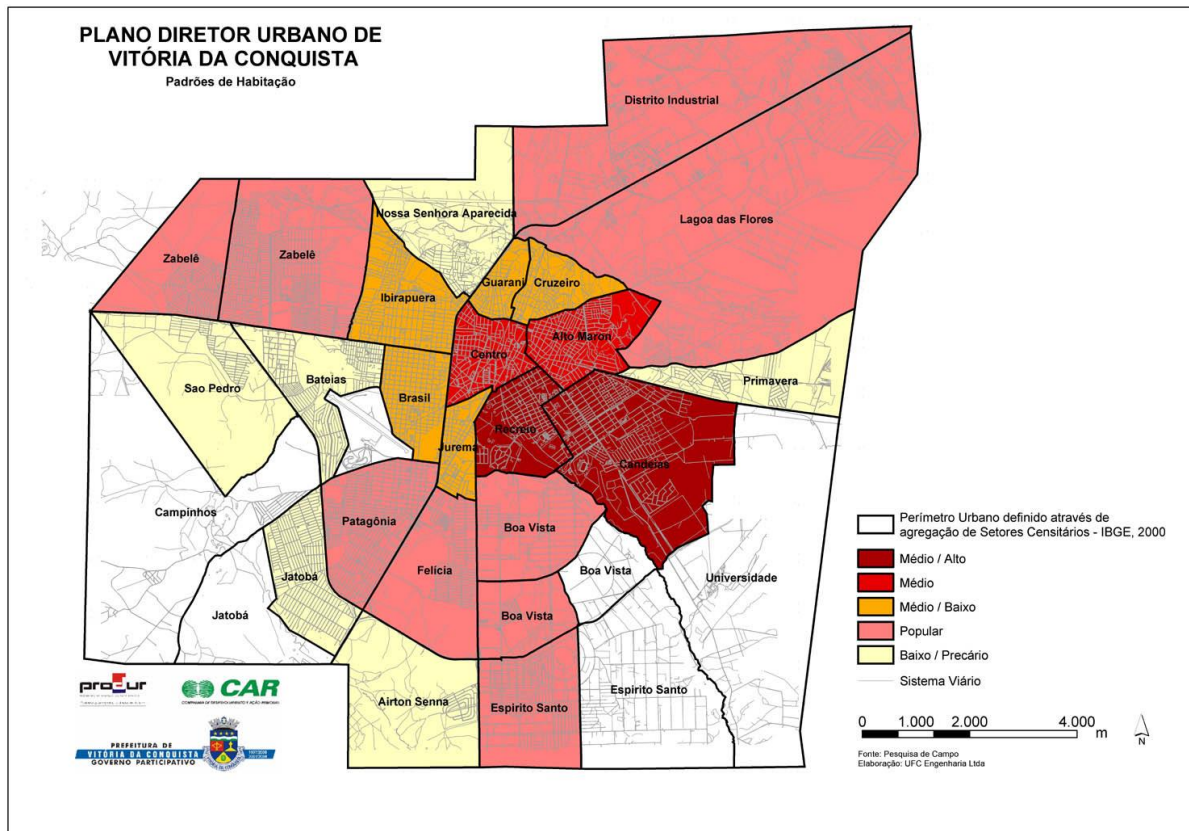 PLANO DIRETOR URBANO DE
VITÓRIA DA CONQUISTA
Padrões de Habitação
Distrito Industrial
Lagoa das Flores
Nossa Senhora Aparecida
Zabelê
Zabelê
Guarani
Cruzeiro
Ibirapuera
Centro
Alto Maron
Sao Pedro
Bateias
Brasil
Primavera
Jurema
Recreio
Candeias
Campinhos
Patagônia
Boa Vista
Felícia
Jatobá
Boa Vista
Universidade
Jatobá
Boa Vista
Airton Senna
Espirito Santo
Espirito Santo
Perímetro Urbano definido através de
agregação de Setores Censitários - IBGE, 2000
Médio / Alto
Médio
Médio / Baixo
Popular
Baixo / Precário
Sistema Viário
0 1.000 2.000 4.000 m
N
Fonte: Pesquisa de Campo
Elaboração: UFC Engenharia Ltda
produr
CAR
PREFEITURA DE
VITÓRIA DA CONQUISTA
GOVERNO PARTICIPATIVO